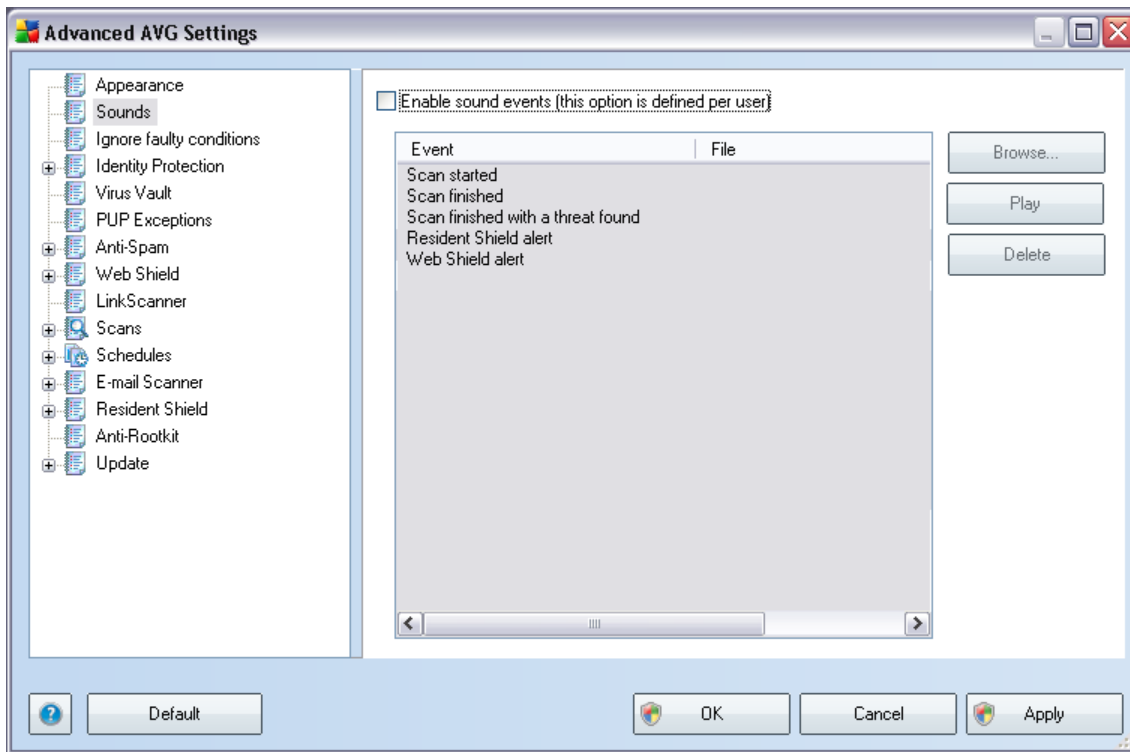 Advanced AVG Settings
Appearance
Sounds
Ignore faulty conditions
Identity Protection
Virus Vault
PUP Exceptions
Anti-Spam
Web Shield
LinkScanner
Scans
Schedules
E-mail Scanner
Resident Shield
Anti-Rootkit
Update
Enable sound events (this option is defined per user)
Event File
Scan started
Scan finished
Scan finished with a threat found
Resident Shield alert
Web Shield alert
Browse...
Play
Delete
? Default OK Cancel Apply